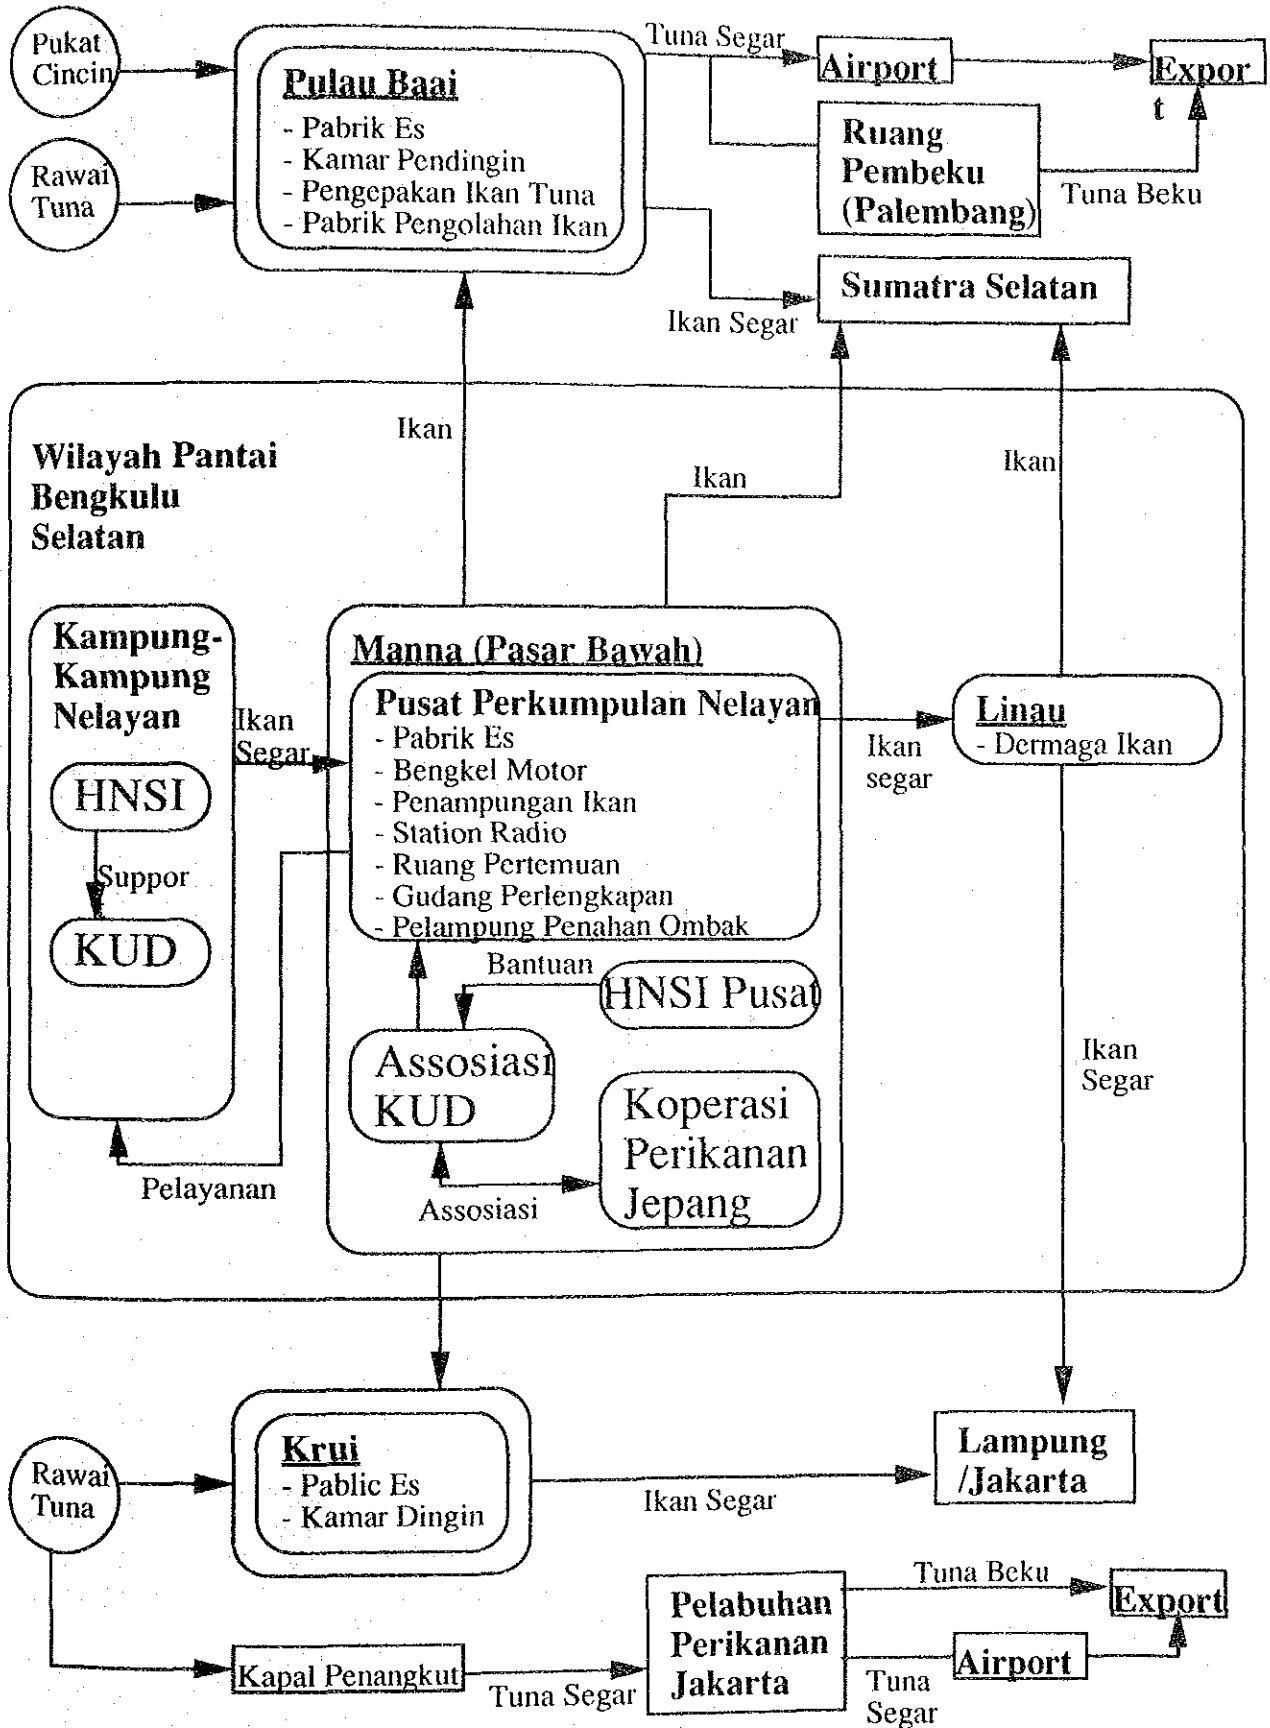 Pukat
Cincin
Rawai
Tuna
Pulau Baai
- Pabrik Es
- Kamar Pendingin
- Pengepakan Ikan Tuna
- Pabrik Pengolahan Ikan
Tuna Segar
Airport
Expor
t
Ruang
Pembeku
(Palembang)
Tuna Beku
Sumatra Selatan
Ikan Segar
Ikan
Ikan
Ikan
Wilayah Pantai
Bengkulu
Selatan
Kampung-
Kampung
Nelayan
HNSI
Suppor
KUD
Ikan
Segar
Manna (Pasar Bawah)
Pusat Perkumpulan Nelayan
- Pabrik Es
- Bengkel Motor
- Penampungan Ikan
- Station Radio
- Ruang Pertemuan
- Gudang Perlengkapan
- Pelampung Penahan Ombak
Bantuan
HNSI Pusat
Assosiasi
KUD
Koperasi
Perikanan
Jepang
Assosiasi
Pelayanan
Ikan
segar
Linau
- Dermaga Ikan
Ikan
Segar
Rawai
Tuna
Krui
- Pablic Es
- Kamar Dingin
Ikan Segar
Lampung
/Jakarta
Kapal Penangkut
Tuna Segar
Pelabuhan
Perikanan
Jakarta
Tuna Beku
Export
Tuna
Segar
Airport